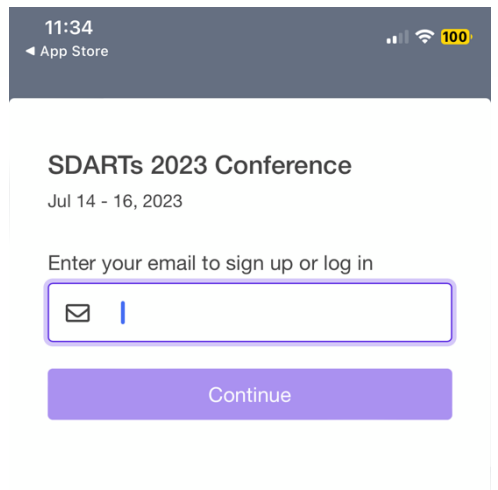 11:34
◀ App Store
100
SDARTs 2023 Conference
Jul 14 - 16, 2023
Enter your email to sign up or log in
Continue